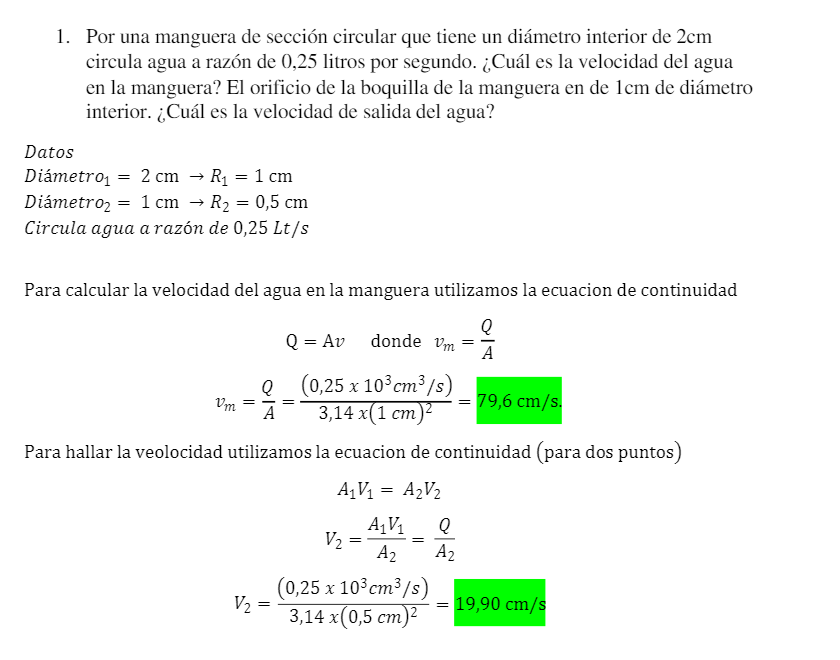 1. Por una manguera de sección circular que tiene un diámetro interior de 2cm
circula agua a razón de 0,25 litros por segundo. ¿Cuál es la velocidad del agua
en la manguera? El orificio de la boquilla de la manguera en de 1cm de diámetro
interior. ¿Cuál es la velocidad de salida del agua?
Datos
Diámetro₁ = 2 cm → R₁ = 1 cm
Diámetro₂ = 1 cm → R₂ = 0,5 cm
Circula agua a razón de 0,25 Lt/s
Para calcular la velocidad del agua en la manguera utilizamos la ecuacion de continuidad
Q = Av donde vₘ = Q/A
vₘ = Q/A = (0,25 x 10³cm³/s) / 3,14 x(1 cm)² = 79,6 cm/s.
Para hallar la veolocidad utilizamos la ecuacion de continuidad (para dos puntos)
A₁V₁ = A₂V₂
V₂ = A₁V₁/A₂ = Q/A₂
V₂ = (0,25 x 10³cm³/s) / 3,14 x(0,5 cm)² = 19,90 cm/s